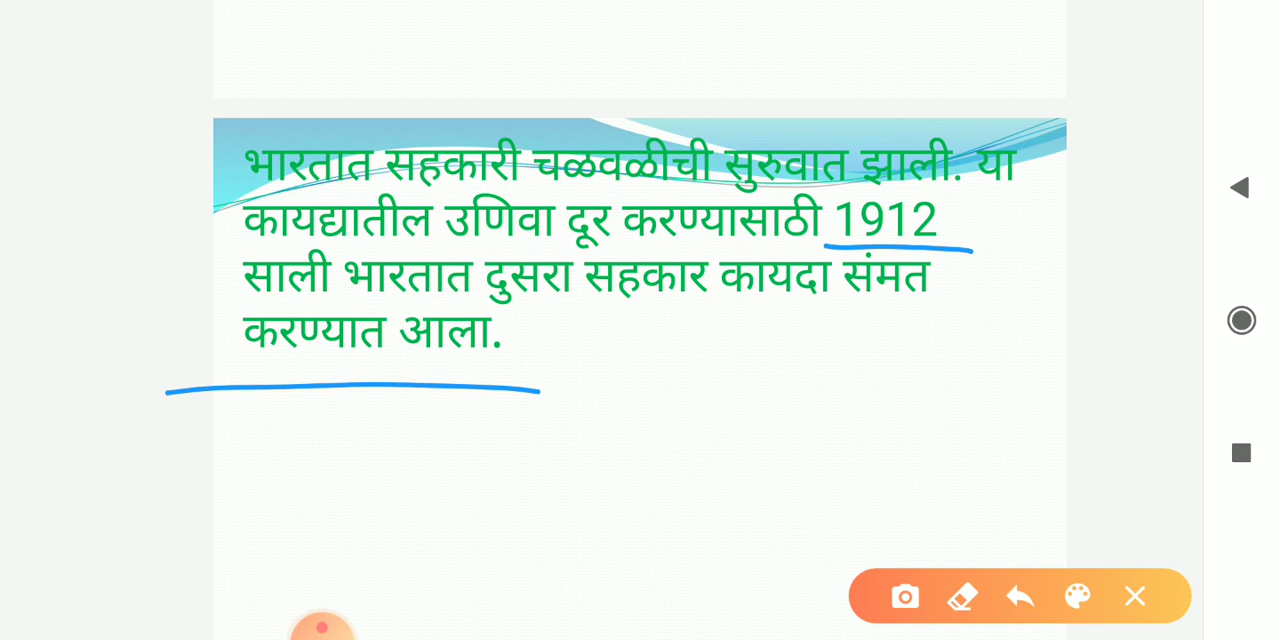 भारतात सहकारी चळवळीची सुरुवात झाली. या
कायद्यातील उणिवा दूर करण्यासाठी 1912
साली भारतात दुसरा सहकार कायदा संमत
करण्यात आला.